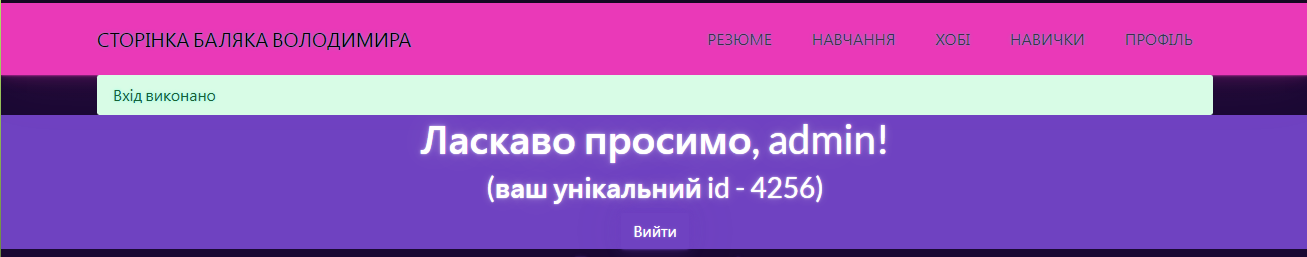 СТОРІНКА БАЛЯКА ВОЛОДИМИРА РЕЗЮМЕ НАВЧАННЯ ХОБІ НАВИЧКИ ПРОФІЛЬ
Вхід виконано
Ласкаво просимо, admin!
(ваш унікальний id - 4256)
Вийти